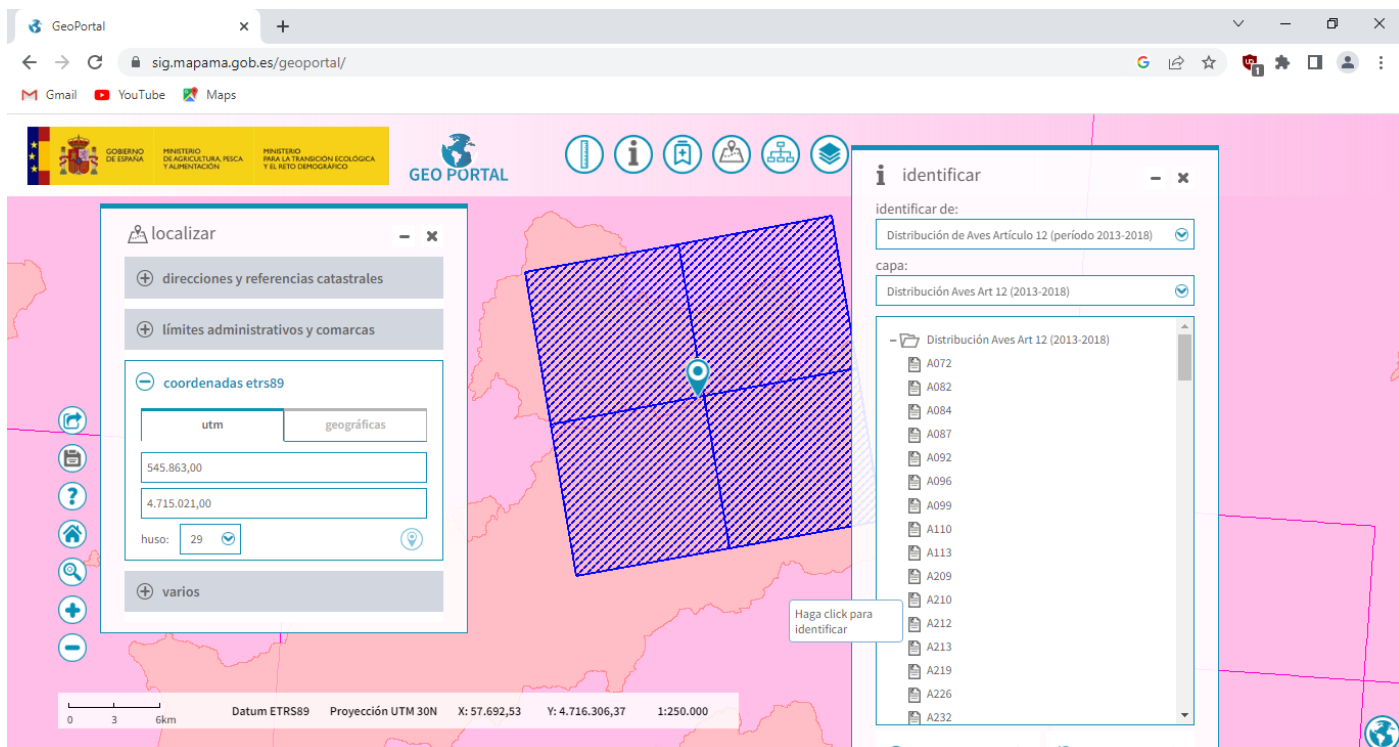 GeoPortal
sig.mapama.gob.es/geoportal/
1
Gmail
YouTube
Maps
GOBIERNO
DE ESPAÑA
MINISTERIO
DE AGRICULTURA, PESCA
Y ALIMENTACIÓN
MINISTERIO
PARA LA TRANSICIÓN ECOLÓGICA
Y EL RETO DEMOGRÁFICO
GEO PORTAL
localizar
direcciones y referencias catastrales
límites administrativos y comarcas
coordenadas etrs89
utm
geográficas
545.863,00
4.715.021,00
huso:
29
varios
identificar
identificar de:
Distribución de Aves Artículo 12 (período 2013-2018)
capa:
Distribución Aves Art 12 (2013-2018)
Distribución Aves Art 12 (2013-2018)
A072
A082
A084
A087
A092
A096
A099
A110
A113
A209
A210
A212
A213
A219
A226
A232
Haga click para
identificar
0 3 6km
Datum ETRS89 Proyección UTM 30N X: 57.692,53 Y: 4.716.306,37 1:250.000